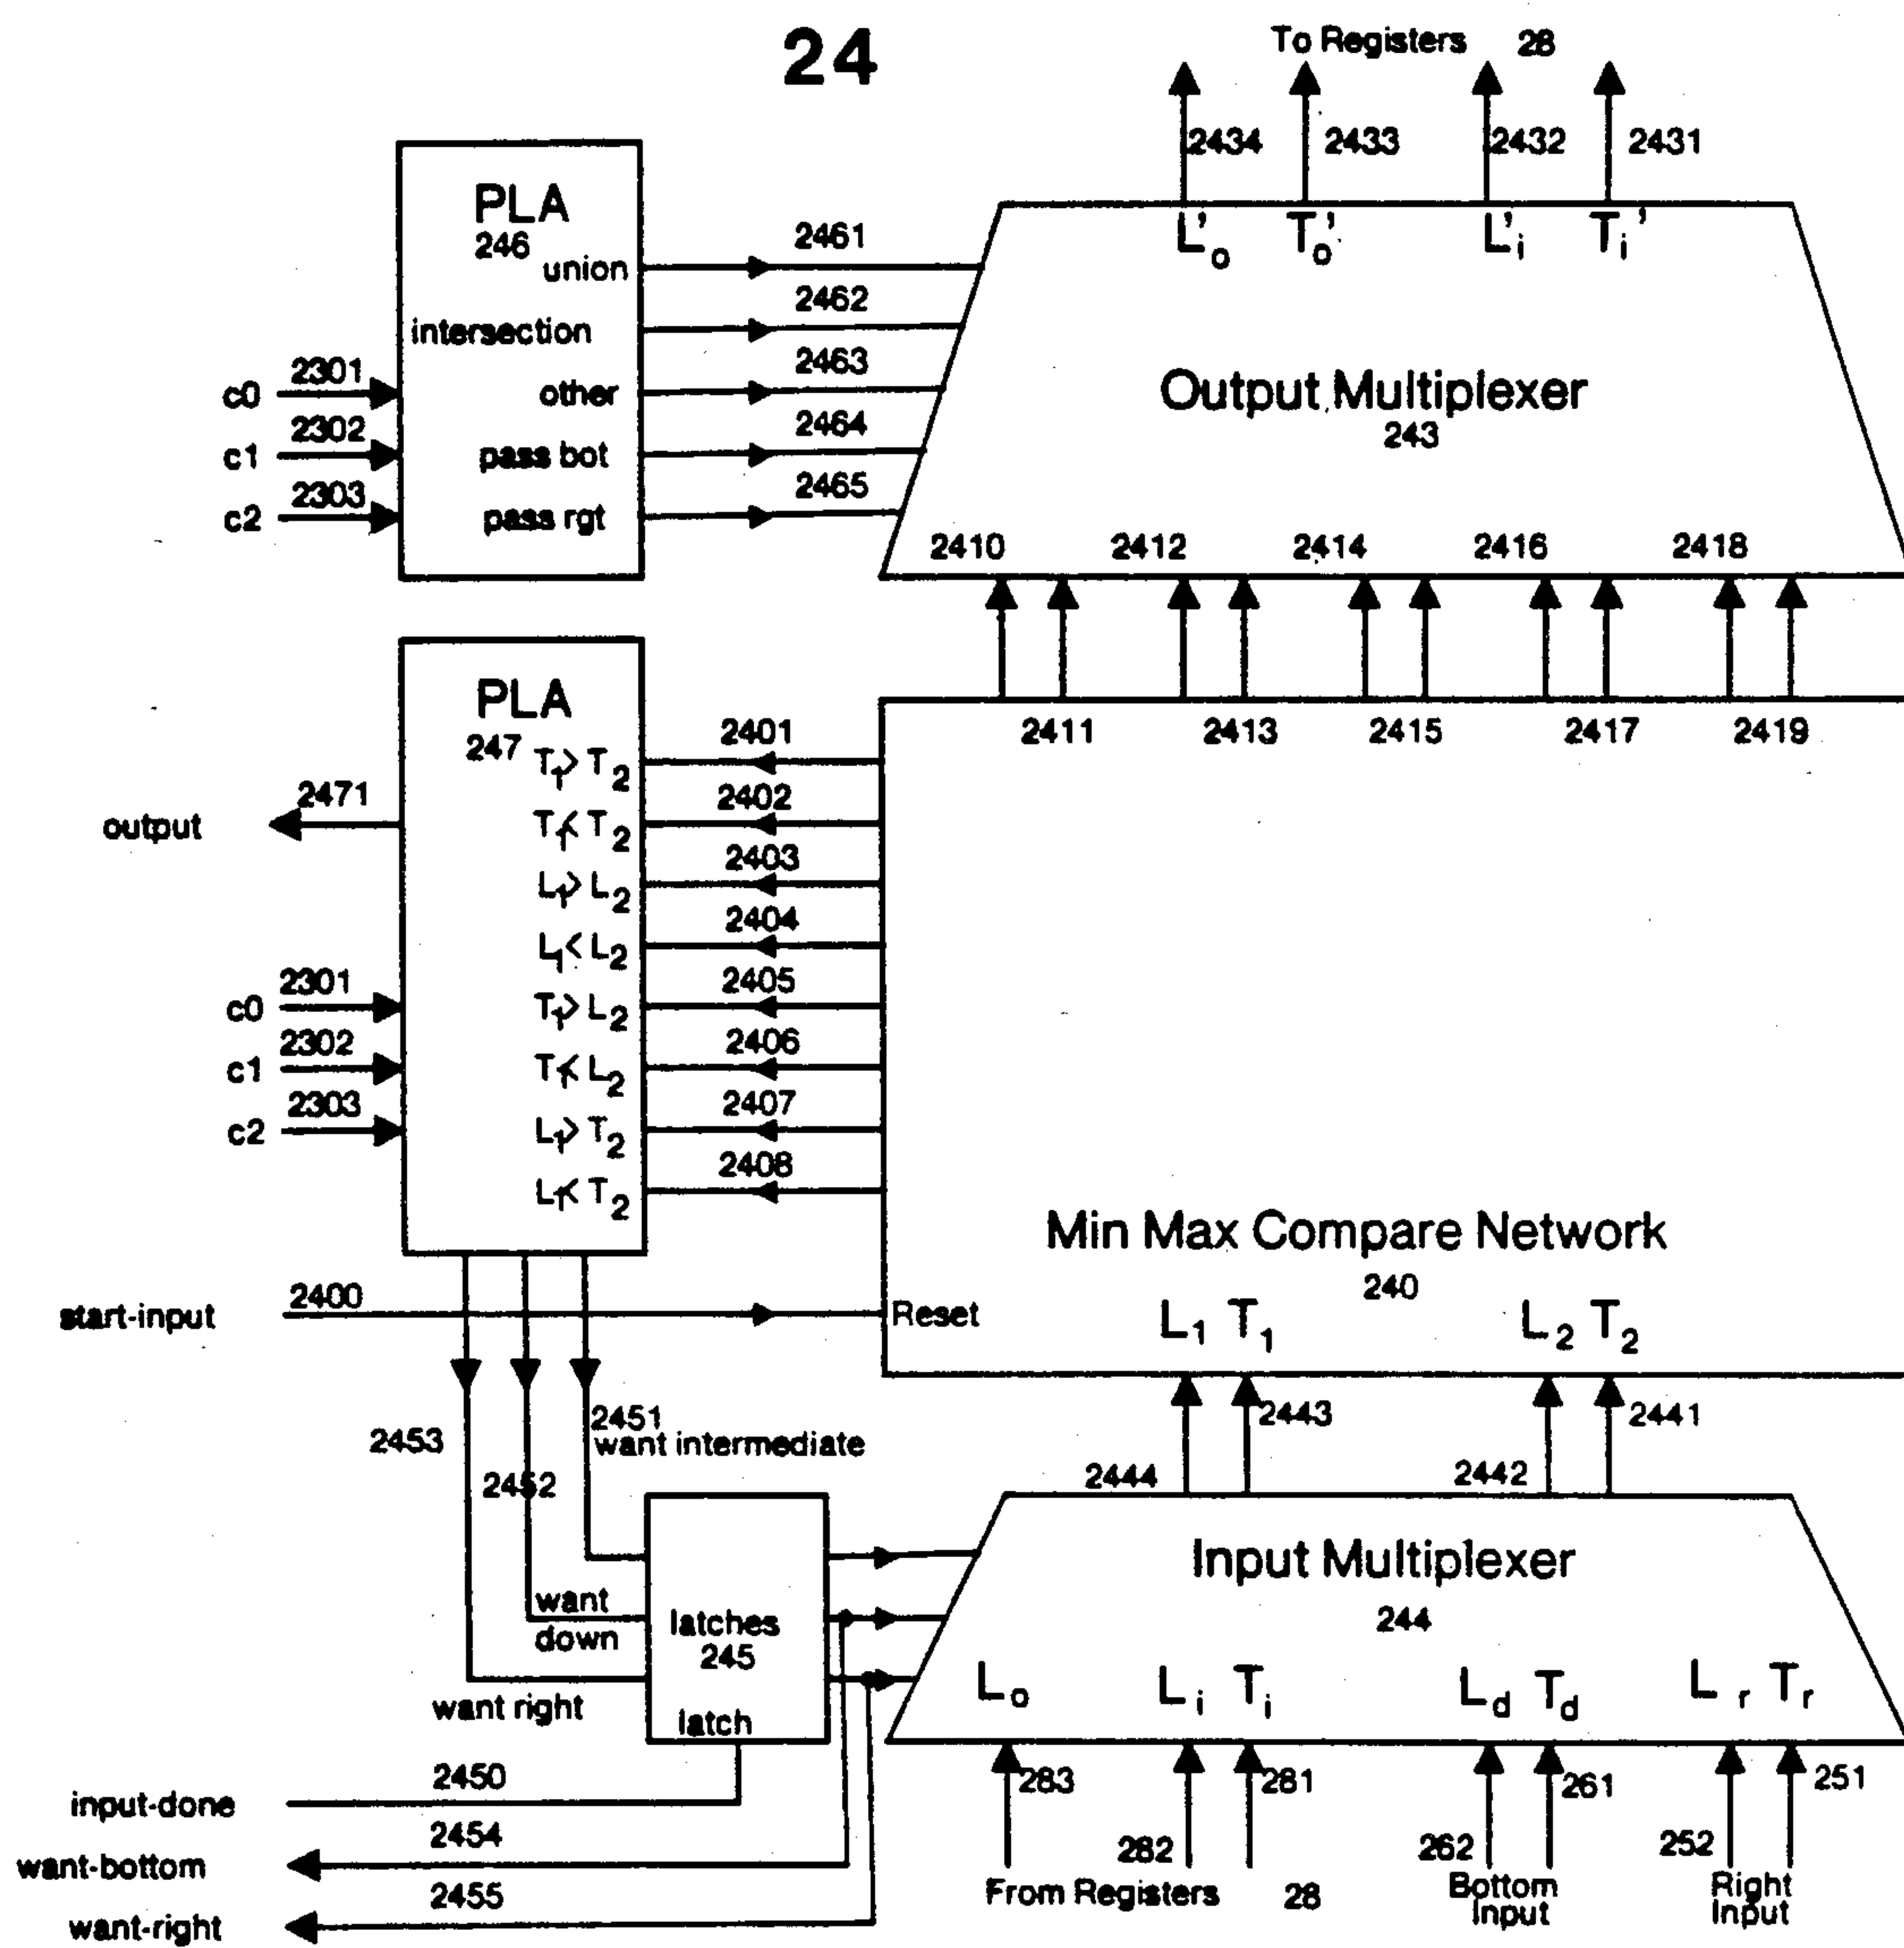 24
To Registers 28
2434 2433 2432 2431
L'o To' L'i Ti'
PLA
246
union
intersection
other
pass bot
pass rgt
2461
2462
2463
2464
2465
c0 2301
c1 2302
c2 2303
Output Multiplexer
243
2410 2412 2414 2416 2418
2411 2413 2415 2417 2419
PLA
247
T1> T2 2401
T1< T2 2402
L1> L2 2403
L1< L2 2404
T1> L2 2405
T1< L2 2406
L1> T2 2407
L1< T2 2408
output 2471
c0 2301
c1 2302
c2 2303
Min Max Compare Network
240
start-input 2400 Reset
L1 T1 L2 T2
2443 2441
2444 2442
2453
2452
2451
want intermediate
want
down
want right
latches
245
latch
Input Multiplexer
244
Lo Li Ti Ld Td Lr Tr
283 281 261 251
282 262 252
From Registers 28
Bottom
Input
Right
Input
input-done 2450
want-bottom 2454
want-right 2455